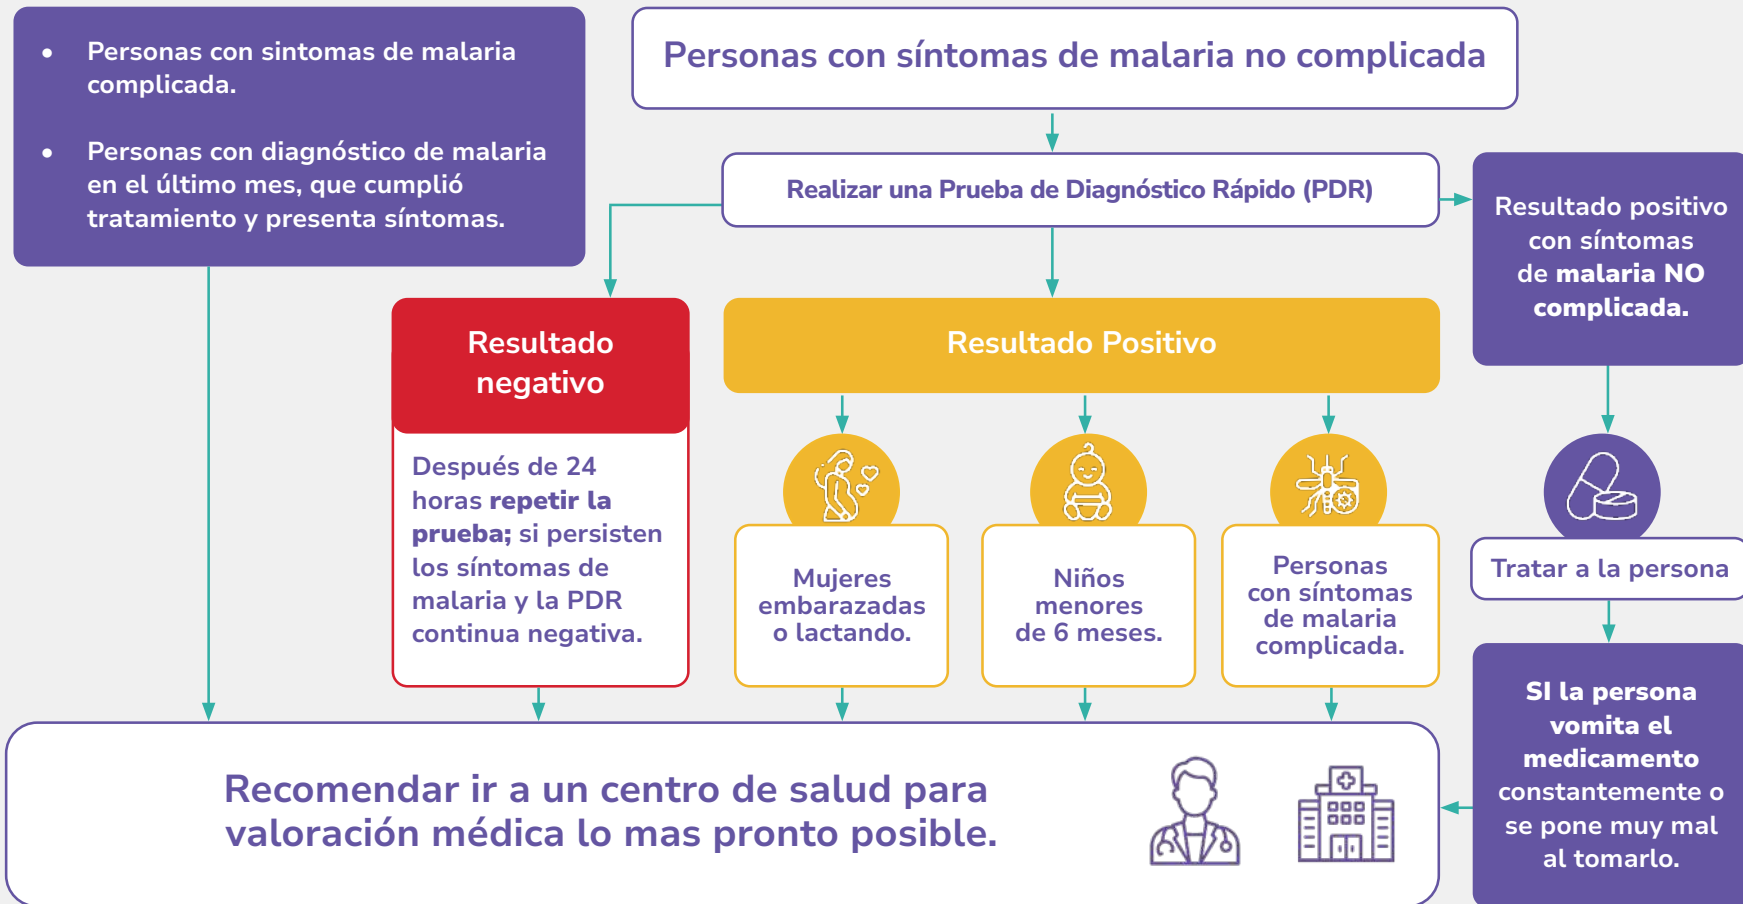 • Personas con sintomas de malaria
complicada.
• Personas con diagnóstico de malaria
en el último mes, que cumplió
tratamiento y presenta síntomas.
Personas con síntomas de malaria no complicada
Realizar una Prueba de Diagnóstico Rápido (PDR)
Resultado positivo
con síntomas
de malaria NO
complicada.
Resultado
negativo
Después de 24
horas repetir la
prueba; si persisten
los síntomas de
malaria y la PDR
continua negativa.
Resultado Positivo
Mujeres
embarazadas
o lactando.
Niños
menores
de 6 meses.
Personas
con síntomas
de malaria
complicada.
Tratar a la persona
SI la persona
vomita el
medicamento
constantemente o
se pone muy mal
al tomarlo.
Recomendar ir a un centro de salud para
valoración médica lo mas pronto posible.